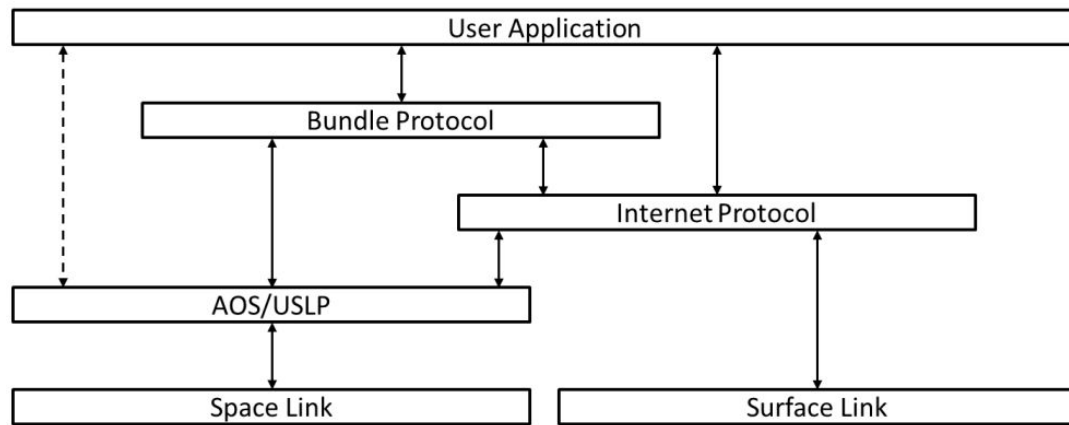 User Application
Bundle Protocol
Internet Protocol
AOS/USLP
Space Link
Surface Link